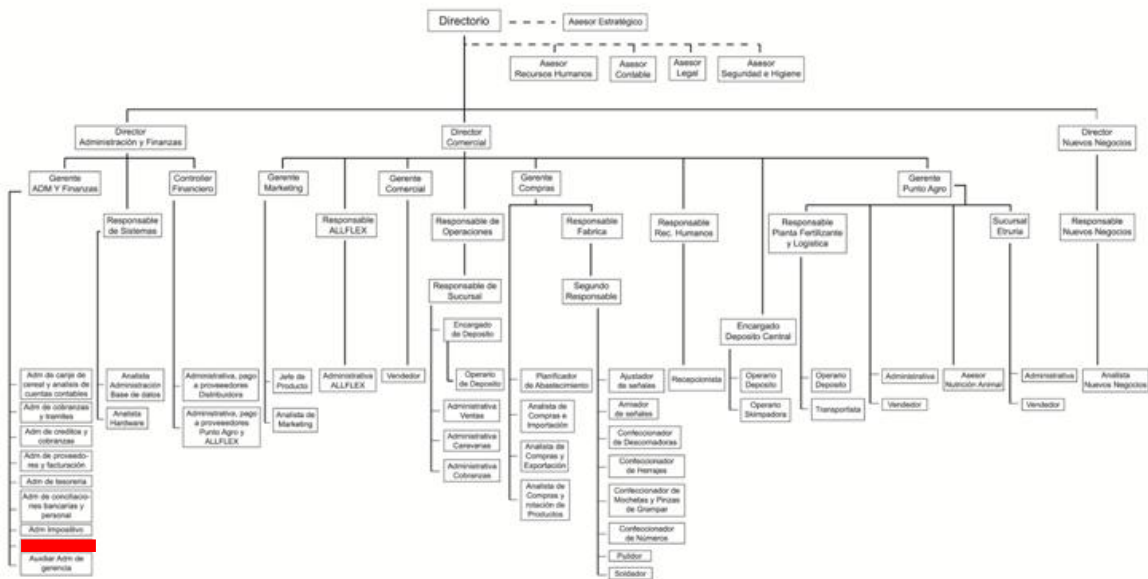 Directorio
Asesor Estratégico
Asesor
Recursos Humanos
Asesor
Contable
Asesor
Legal
Asesor
Seguridad e Higiene
Director
Administración y Finanzas
Director
Comercial
Director
Nuevos Negocios
Gerente
ADM Y Finanzas
Controller
Financiero
Gerente
Marketing
Gerente
Comercial
Gerente
Compras
Gerente
Punto Agro
Responsable
de Sistemas
Responsable
ALLFLEX
Responsable de
Operaciones
Responsable
Fabrica
Responsable
Rec. Humanos
Responsable
Planta Fertilizante
y Logistica
Sucursal
Etruria
Responsable
Nuevos Negocios
Responsable de
Sucursal
Segundo
Responsable
Encargado
de Deposito
Encargado
Deposito Central
Operario
de Deposito
Adm de canje de
cereal y analisis de
cuentas contables
Adm de cobranzas
y tramites
Adm de creditos y
cobranzas
Adm de proveedo-
res y facturación
Adm de tesoreria
Adm de conciliacio-
nes bancarias y
personal
Adm Impositivo
Auxiliar Adm de
gerencia
Analista
Administración
Base de datos
Analista
Hardware
Administrativa, pago
a proveesedores
Distribuidora
Administrativa, pago
a proveesedores
Punto Agro y
ALLFLEX
Jefe de
Producto
Analista de
Marketing
Administrativa
ALLFLEX
Vendedor
Administrativa
Ventas
Administrativa
Caravanas
Administrativa
Cobranzas
Planificador
de Abastecimiento
Analista de
Compras e
Importación
Analista de
Compras y
Exportación
Analista de
Compras y
rotación de
Productos
Ajustador
de señales
Armador
de señales
Confeccionador
de Descornadoras
Confeccionador
de Herrajes
Confeccionador de
Mochetas y Pinzas
de Grampar
Confeccionador
de Números
Pulidor
Soldador
Recepcionista
Operario
Deposito
Operario
Skimpadora
Operario
Deposito
Transportista
Administrativa
Vendedor
Asesor
Nutrición Animal
Administrativa
Vendedor
Analista
Nuevos Negocios